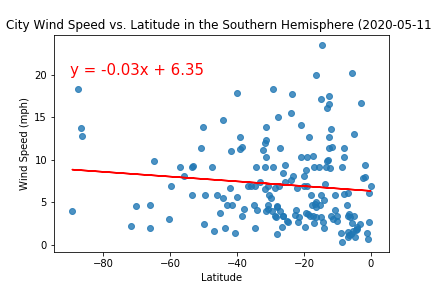 City Wind Speed vs. Latitude in the Southern Hemisphere (2020-05-11
y = -0.03x + 6.35
Wind Speed (mph)
20
15
10
5
0
−80
−60
−40
−20
0
Latitude